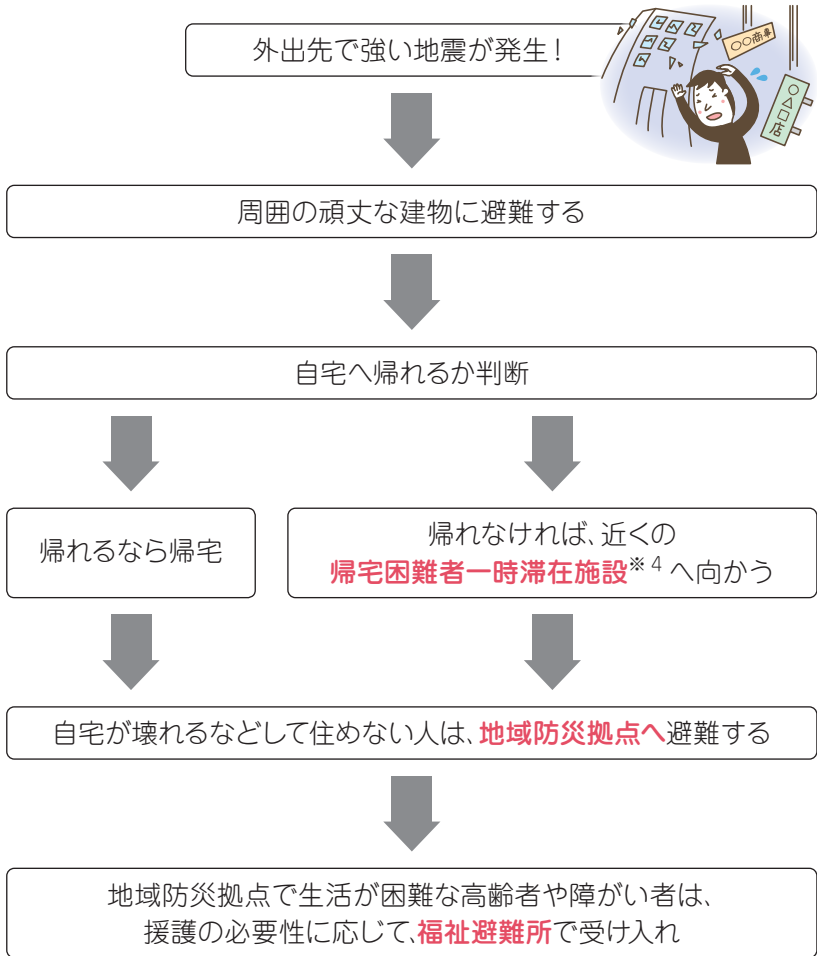 外出先で強い地震が発生！
〇〇商事
〇△口店
周囲の頑丈な建物に避難する
自宅へ帰れるか判断
帰れるなら帰宅
帰れなければ、近くの
帰宅困難者一時滞在施設※4へ向かう
自宅が壊れるなどして住めない人は、地域防災拠点へ避難する
地域防災拠点で生活が困難な高齢者や障がい者は、
援護の必要性に応じて、福祉避難所で受け入れ